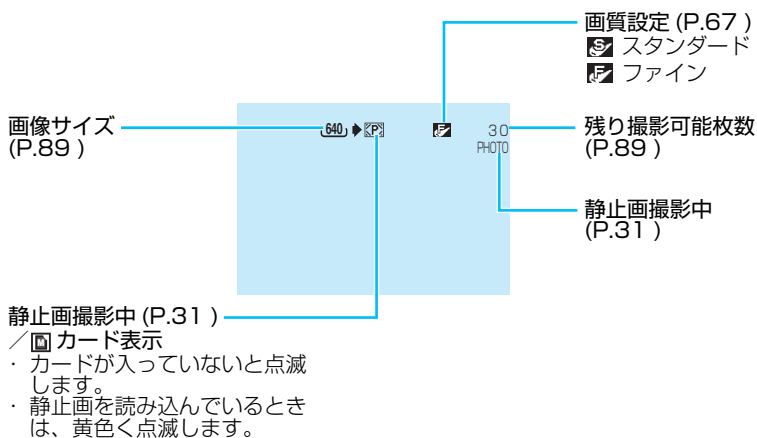 画質設定 (P.67 )
スタンダード
ファイン
画像サイズ
(P.89 )
640
P
F
30
PHOTO
残り撮影可能枚数
(P.89 )
静止画撮影中
(P.31 )
静止画撮影中 (P.31 )
／カード表示
・ カードが入っていないと点滅
します。
・ 静止画を読み込んでいるとき
は、黄色く点滅します。